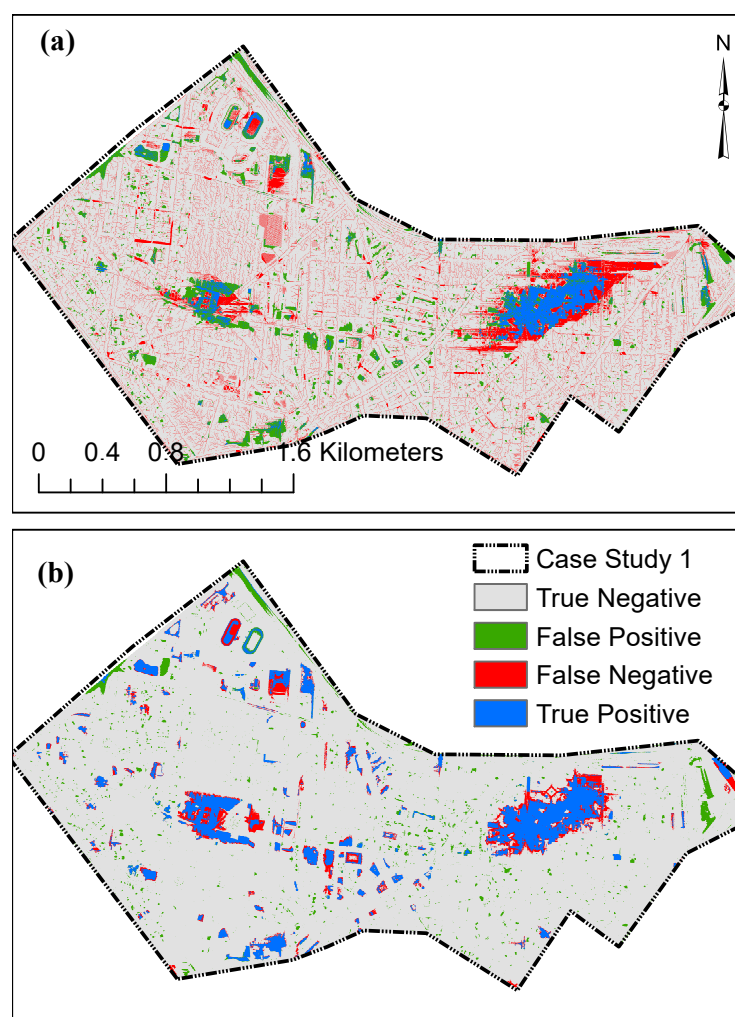 (a)
N
0 0.4 0.8 1.6 Kilometers
(b)
Case Study 1
True Negative
False Positive
False Negative
True Positive